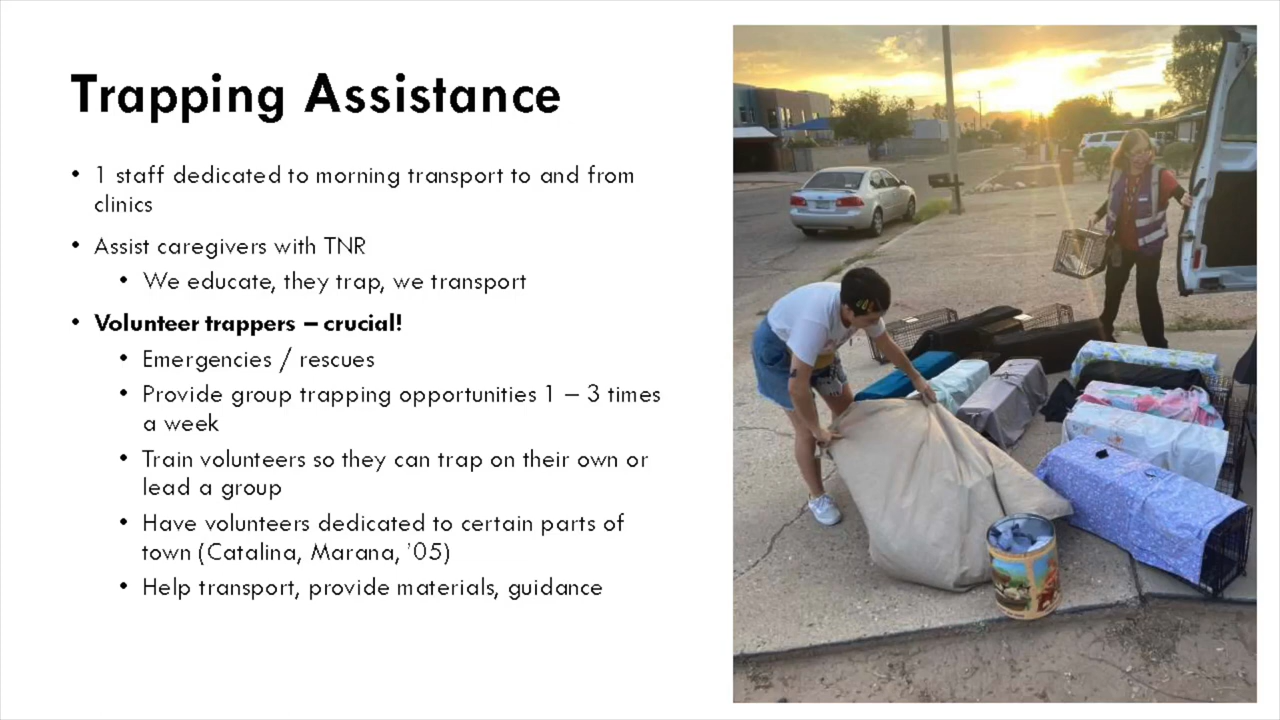 Trapping Assistance
• 1 staff dedicated to morning transport to and from
clinics
• Assist caregivers with TNR
• We educate, they trap, we transport
• Volunteer trappers – crucial!
• Emergencies / rescues
• Provide group trapping opportunities 1 – 3 times
a week
• Train volunteers so they can trap on their own or
lead a group
• Have volunteers dedicated to certain parts of
town (Catalina, Marana, ’05)
• Help transport, provide materials, guidance